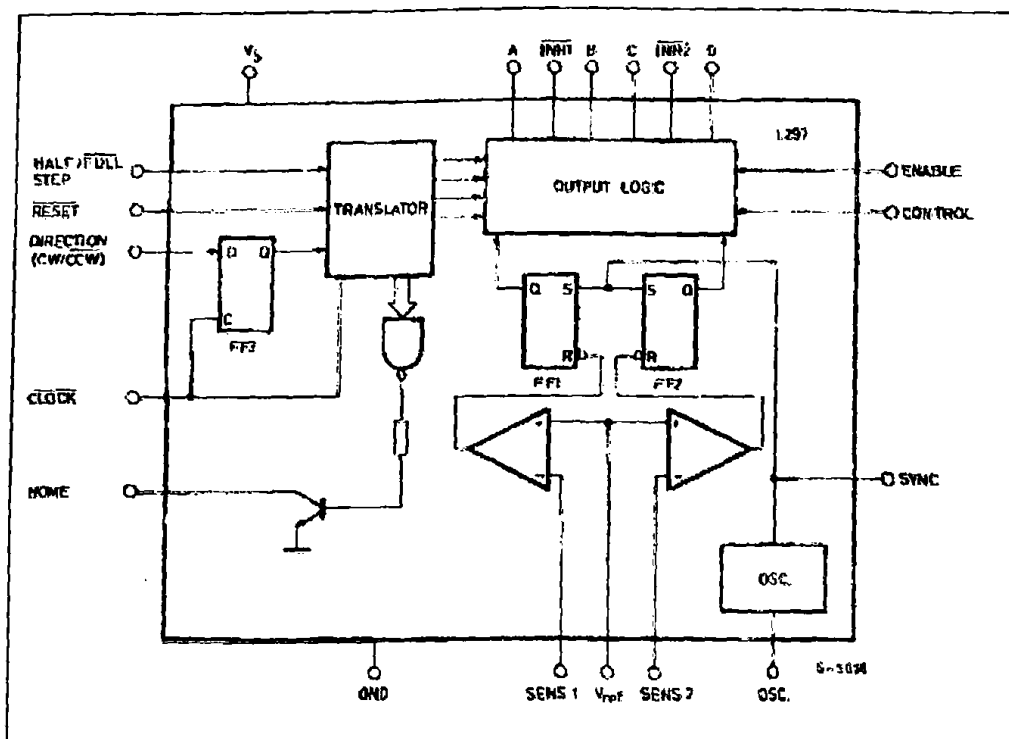 Vs A INH1 B C INH2 D
L297
HALF/FULL
STEP
TRANSLATOR
OUTPUT LOGIC
ENABLE
RESET
CONTROL
DIRECTION
(CW/CCW)
D Q
C
FF3
Q S
R
FF1
S Q
R
FF2
CLOCK
+ +
- -
HOME
SYNC
OSC.
GND SENS 1 Vref SENS 2 OSC.